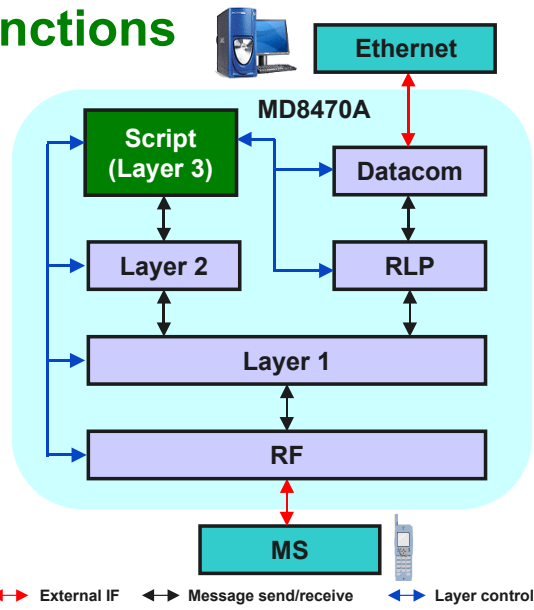 nctions
Ethernet
MD8470A
Script
(Layer 3)
Datacom
Layer 2
RLP
Layer 1
RF
MS
External IF
Message send/receive
Layer control